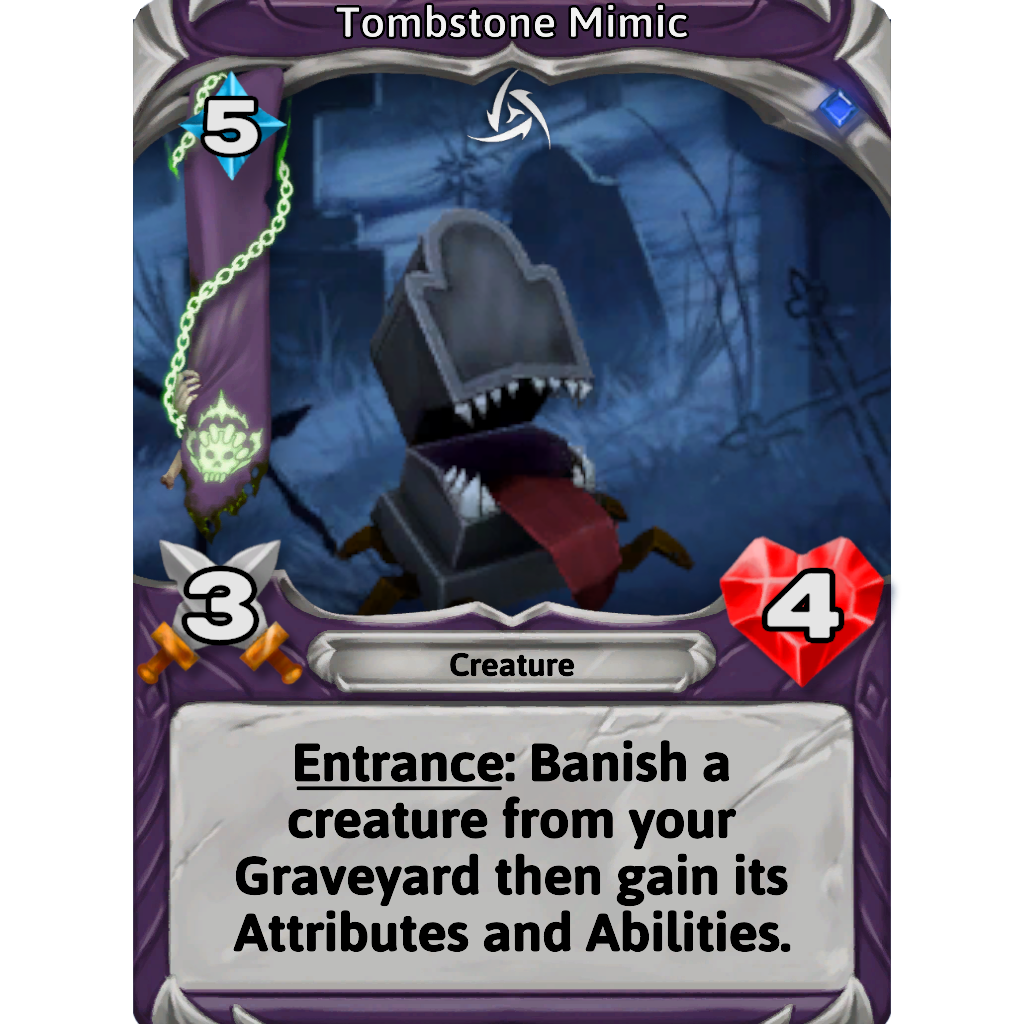 Tombstone Mimic
5
3
4
Creature
Entrance: Banish a
creature from your
Graveyard then gain its
Attributes and Abilities.